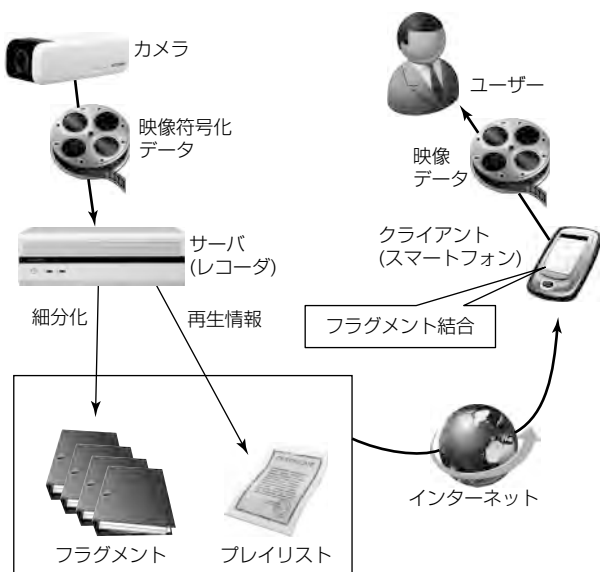 カメラ
映像符号化
データ
サーバ
(レコーダ)
細分化
再生情報
フラグメント
プレイリスト
インターネット
フラグメント結合
クライアント
(スマートフォン)
映像
データ
ユーザー